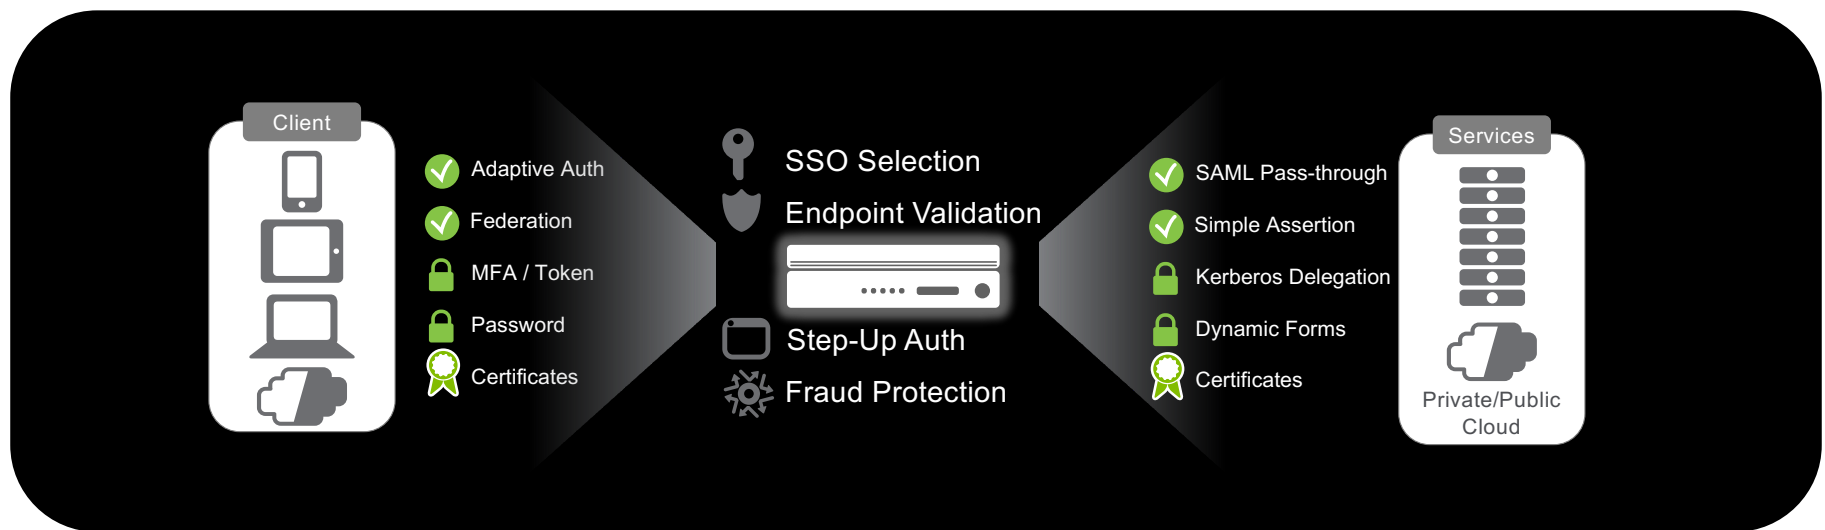 Client
Adaptive Auth
Federation
MFA / Token
Password
Certificates
SSO Selection
Endpoint Validation
Step-Up Auth
Fraud Protection
SAML Pass-through
Simple Assertion
Kerberos Delegation
Dynamic Forms
Certificates
Services
Private/Public
Cloud